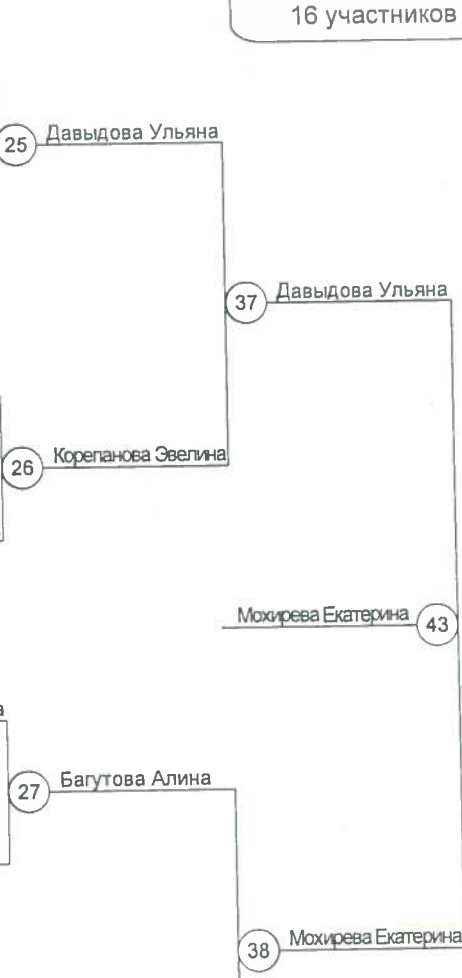 16 участников
25 Давыдова Ульяна
37 Давыдова Ульяна
26 Корепанова Эвелина
Мохирева Екатерина 43
а
27 Багутова Алина
38 Мохирева Екатерина